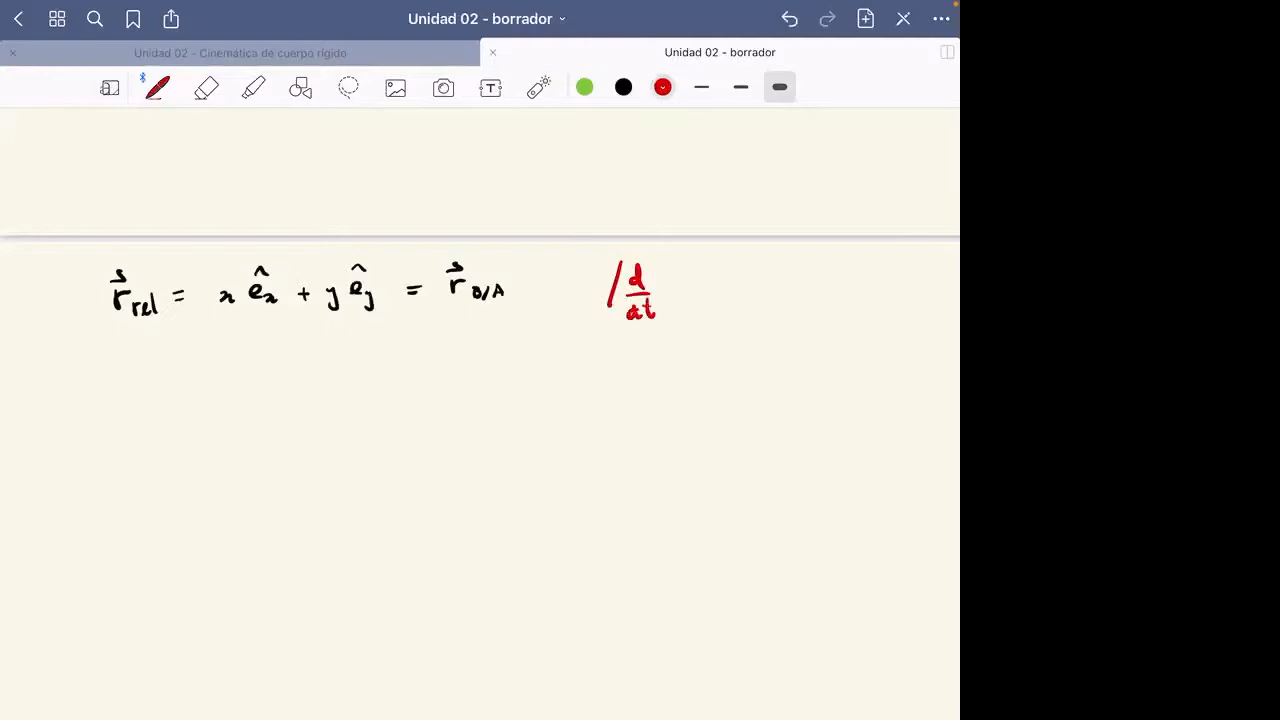 Unidad 02 - borrador
Unidad 02 - Cinemática de cuerpo rígido
Unidad 02 - borrador
T
r⃗ rel = x êx + y êy = r⃗ B/A / d/dt